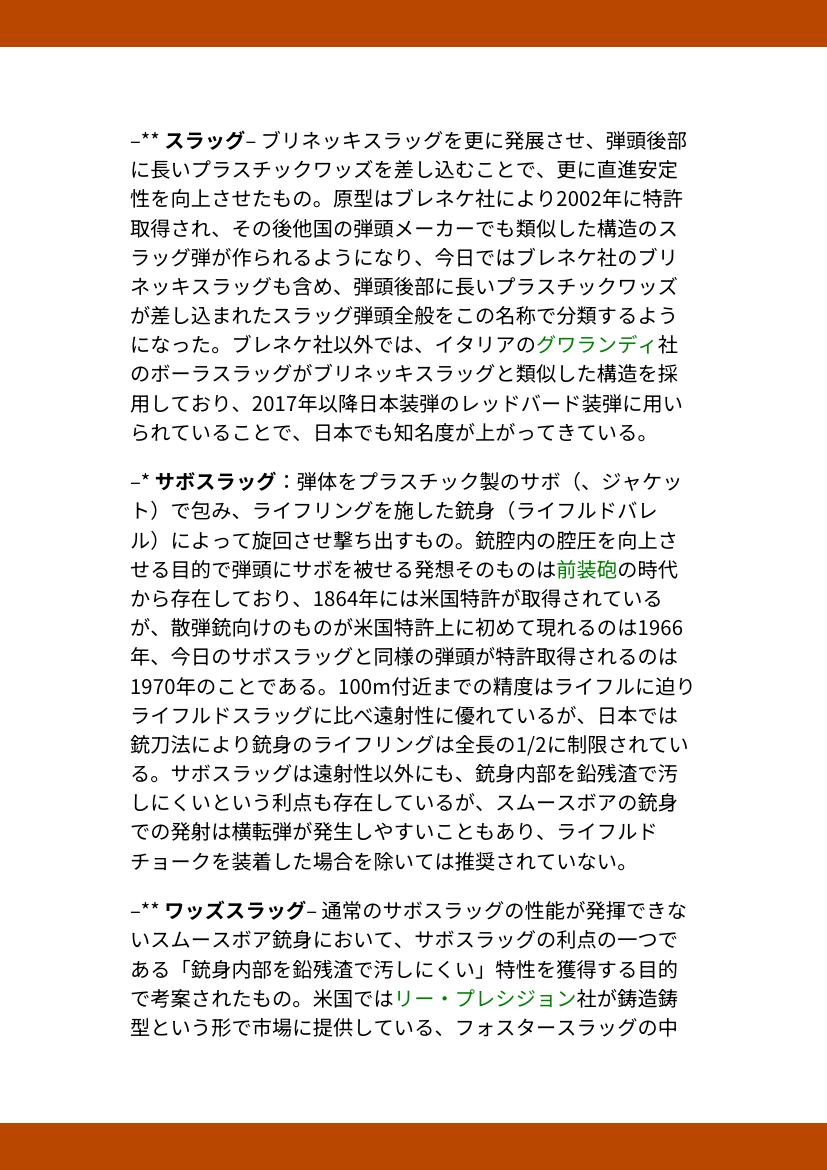 –** スラッグ– ブリネッキスラッグを更に発展させ、弾頭後部
に長いプラスチックワッズを差し込むことで、更に直進安定
性を向上させたもの。原型はブレネケ社により2002年に特許
取得され、その後他国の弾頭メーカーでも類似した構造のス
ラッグ弾が作られるようになり、今日ではブレネケ社のブリ
ネッキスラッグも含め、弾頭後部に長いプラスチックワッズ
が差し込まれたスラッグ弾頭全般をこの名称で分類するよう
になった。ブレネケ社以外では、イタリアのグワランディ社
のボーラスラッグがブリネッキスラッグと類似した構造を採
用しており、2017年以降日本装弾のレッドバード装弾に用い
られていることで、日本でも知名度が上がってきている。
–* サボスラッグ：弾体をプラスチック製のサボ（、ジャケッ
ト）で包み、ライフリングを施した銃身（ライフルドバレ
ル）によって旋回させ撃ち出すもの。銃腔内の腔圧を向上さ
せる目的で弾頭にサボを被せる発想そのものは前装砲の時代
から存在しており、1864年には米国特許が取得されている
が、散弾銃向けのものが米国特許上に初めて現れるのは1966
年、今日のサボスラッグと同様の弾頭が特許取得されるのは
1970年のことである。100m付近までの精度はライフルに迫り
ライフルドスラッグに比べ遠射性に優れているが、日本では
銃刀法により銃身のライフリングは全長の1/2に制限されてい
る。サボスラッグは遠射性以外にも、銃身内部を鉛残渣で汚
しにくいという利点も存在しているが、スムースボアの銃身
での発射は横転弾が発生しやすいこともあり、ライフルド
チョークを装着した場合を除いては推奨されていない。
–** ワッズスラッグ– 通常のサボスラッグの性能が発揮できな
いスムースボア銃身において、サボスラッグの利点の一つで
ある「銃身内部を鉛残渣で汚しにくい」特性を獲得する目的
で考案されたもの。米国ではリー・プレシジョン社が鋳造鋳
型という形で市場に提供している、フォスタースラッグの中